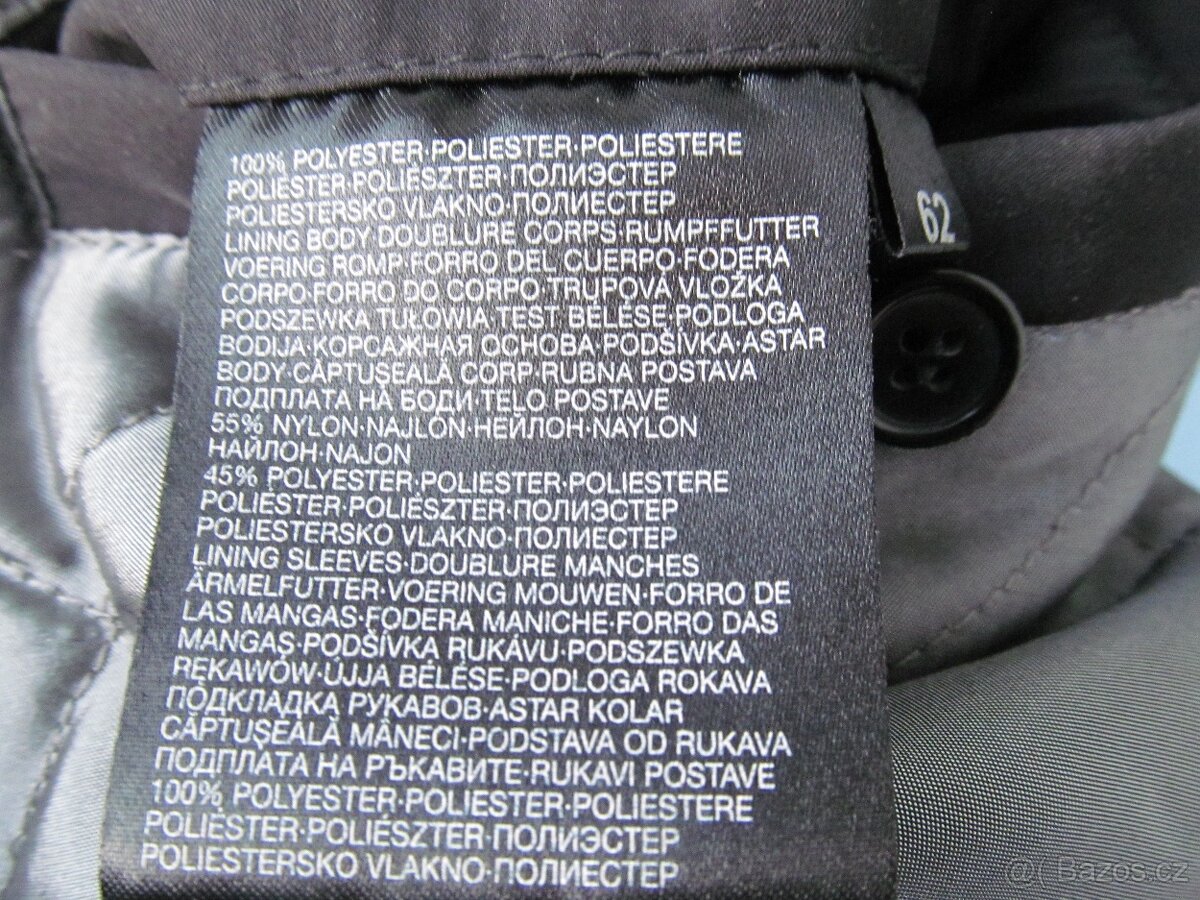 100% POLYESTER·POLIESTER·POLIESTERE
POLIESTER·POLIÉSZTER·ПОЛИЭСТЕР
POLIESTERSKO VLAKNO·ПОЛИЕСТЕР
LINING BODY·DOUBLURE CORPS·RUMPFFUTTER
VOERING ROMP·FORRO DEL CUERPO·FODERA
CORPO·FORRO DO CORPO·TRUPOVA VLOŽKA
PODSZEWKA TUŁOWIA·TEST BÉLÉSE·PODLOGA
BODIJA·КОРСАЖНАЯ ОСНОВА·PODŠÍVKA·ASTAR
BODY·CĂPTUȘEALĂ CORP·RUBNA POSTAVA
ПОДПЛАТА НА БОДИ·TELO POSTAVE
55% NYLON·NAJLON·НЕЙЛОН·NAYLON
НАЙЛОН·NAJON
45% POLYESTER·POLIESTER·POLIESTERE
POLIESTER·POLIÉSZTER·ПОЛИЭСТЕР
POLIESTERSKO VLAKNO·ПОЛИЕСТЕР
LINING SLEEVES·DOUBLURE MANCHES
ÄRMELFUTTER·VOERING MOUWEN·FORRO DE
LAS MANGAS·FODERA MANICHE·FORRO DAS
MANGAS·PODŠÍVKA RUKÁVU·PODSZEWKA
RĘKAWÓW·UJJA BÉLÉSE·PODLOGA ROKAVA
ПОДКЛАДКА РУКАВОВ·ASTAR KOLAR
CĂPTUȘEALĂ MÂNECI·PODSTAVA OD RUKAVA
ПОДПЛАТА НА РЪКАВИТЕ·RUKAVI POSTAVE
100% POLYESTER·POLIESTER·POLIESTERE
POLIESTER·POLIÉSZTER·ПОЛИЭСТЕР
POLIESTERSKO VLAKNO·ПОЛИЕСТЕР
62
@( Bazos.cz